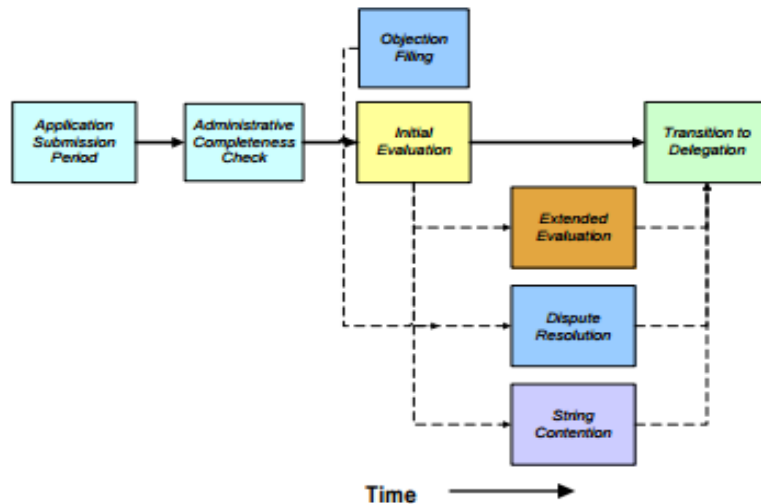 Objection
Filling
Application
Submission
Period
Administrative
Completeness
Check
Initial
Evaluation
Transition to
Delegation
Extended
Evaluation
Dispute
Resolution
String
Contention
Time